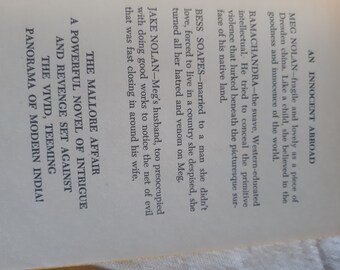 AN INNOCENT ABROAD
MEG NOLAN—fragile and lovely as a piece of
Dresden china. Like a child, she believed in the
goodness and innocence of the world.
RAMACHANDRA—the suave, Western-educated
intellectual. He tried to conceal the primitive
violence that lurked beneath the picturesque sur-
face of his native land.
BESS SOAPES—married to a man she didn't
love, forced to live in a country she despised, she
turned all her hatred and venom on Meg.
JAKE NOLAN—Meg's husband, too preoccupied
with doing good works to notice the net of evil
that was fast closing in around his wife.
THE MALLORE AFFAIR
A POWERFUL NOVEL OF INTRIGUE
AND REVENGE SET AGAINST
THE VIVID, TEEMING
PANORAMA OF MODERN INDIA!